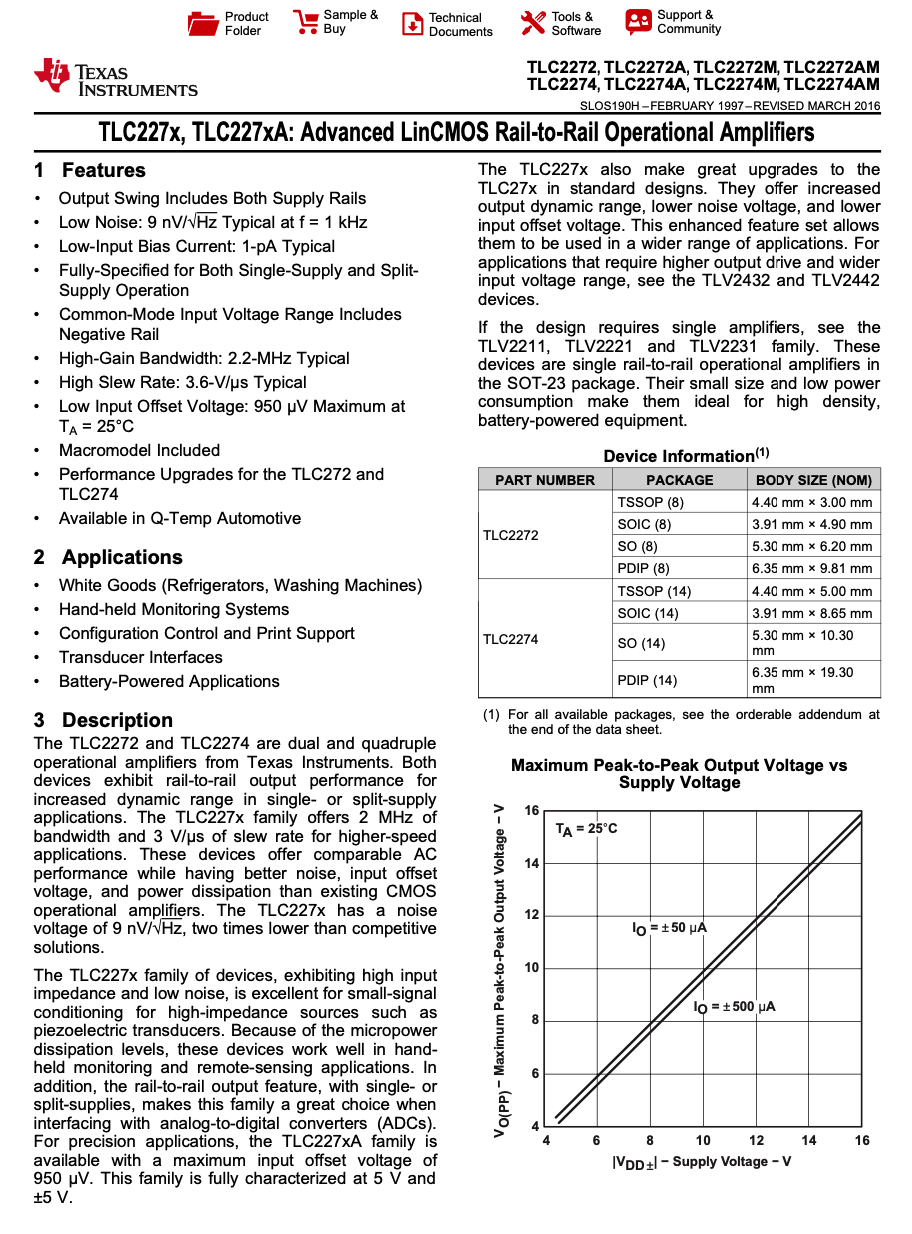 Product
Folder
Sample &
Buy
Technical
Documents
Tools &
Software
Support &
Community
TEXAS
INSTRUMENTS
TLC2272, TLC2272A, TLC2272M, TLC2272AM
TLC2274, TLC2274A, TLC2274M, TLC2274AM
SLOS190H – FEBRUARY 1997 – REVISED MARCH 2016
TLC227x, TLC227xA: Advanced LinCMOS Rail-to-Rail Operational Amplifiers
1 Features
• Output Swing Includes Both Supply Rails
• Low Noise: 9 nV/√Hz Typical at f = 1 kHz
• Low-Input Bias Current: 1-pA Typical
• Fully-Specified for Both Single-Supply and Split-
Supply Operation
• Common-Mode Input Voltage Range Includes
Negative Rail
• High-Gain Bandwidth: 2.2-MHz Typical
• High Slew Rate: 3.6-V/µs Typical
• Low Input Offset Voltage: 950 µV Maximum at
TA = 25°C
• Macromodel Included
• Performance Upgrades for the TLC272 and
TLC274
• Available in Q-Temp Automotive
2 Applications
• White Goods (Refrigerators, Washing Machines)
• Hand-held Monitoring Systems
• Configuration Control and Print Support
• Transducer Interfaces
• Battery-Powered Applications
3 Description
The TLC2272 and TLC2274 are dual and quadruple
operational amplifiers from Texas Instruments. Both
devices exhibit rail-to-rail output performance for
increased dynamic range in single- or split-supply
applications. The TLC227x family offers 2 MHz of
bandwidth and 3 V/µs of slew rate for higher-speed
applications. These devices offer comparable AC
performance while having better noise, input offset
voltage, and power dissipation than existing CMOS
operational amplifiers. The TLC227x has a noise
voltage of 9 nV/√Hz, two times lower than competitive
solutions.
The TLC227x family of devices, exhibiting high input
impedance and low noise, is excellent for small-signal
conditioning for high-impedance sources such as
piezoelectric transducers. Because of the micropower
dissipation levels, these devices work well in hand-
held monitoring and remote-sensing applications. In
addition, the rail-to-rail output feature, with single- or
split-supplies, makes this family a great choice when
interfacing with analog-to-digital converters (ADCs).
For precision applications, the TLC227xA family is
available with a maximum input offset voltage of
950 µV. This family is fully characterized at 5 V and
±5 V.
The TLC227x also make great upgrades to the
TLC27x in standard designs. They offer increased
output dynamic range, lower noise voltage, and lower
input offset voltage. This enhanced feature set allows
them to be used in a wider range of applications. For
applications that require higher output drive and wider
input voltage range, see the TLV2432 and TLV2442
devices.
If the design requires single amplifiers, see the
TLV2211, TLV2221 and TLV2231 family. These
devices are single rail-to-rail operational amplifiers in
the SOT-23 package. Their small size and low power
consumption make them ideal for high density,
battery-powered equipment.
Device Information(1)
PART NUMBER PACKAGE BODY SIZE (NOM)
TLC2272
TSSOP (8) 4.40 mm × 3.00 mm
SOIC (8) 3.91 mm × 4.90 mm
SO (8) 5.30 mm × 6.20 mm
PDIP (8) 6.35 mm × 9.81 mm
TLC2274
TSSOP (14) 4.40 mm × 5.00 mm
SOIC (14) 3.91 mm × 8.65 mm
SO (14) 5.30 mm × 10.30
mm
PDIP (14) 6.35 mm × 19.30
mm
(1) For all available packages, see the orderable addendum at
the end of the data sheet.
Maximum Peak-to-Peak Output Voltage vs
Supply Voltage
VO(PP) – Maximum Peak-to-Peak Output Voltage – V
16
TA = 25°C
14
12
IO = ± 50 µA
10
IO = ± 500 µA
8
6
4
4 6 8 10 12 14 16
|VDD±| – Supply Voltage – V